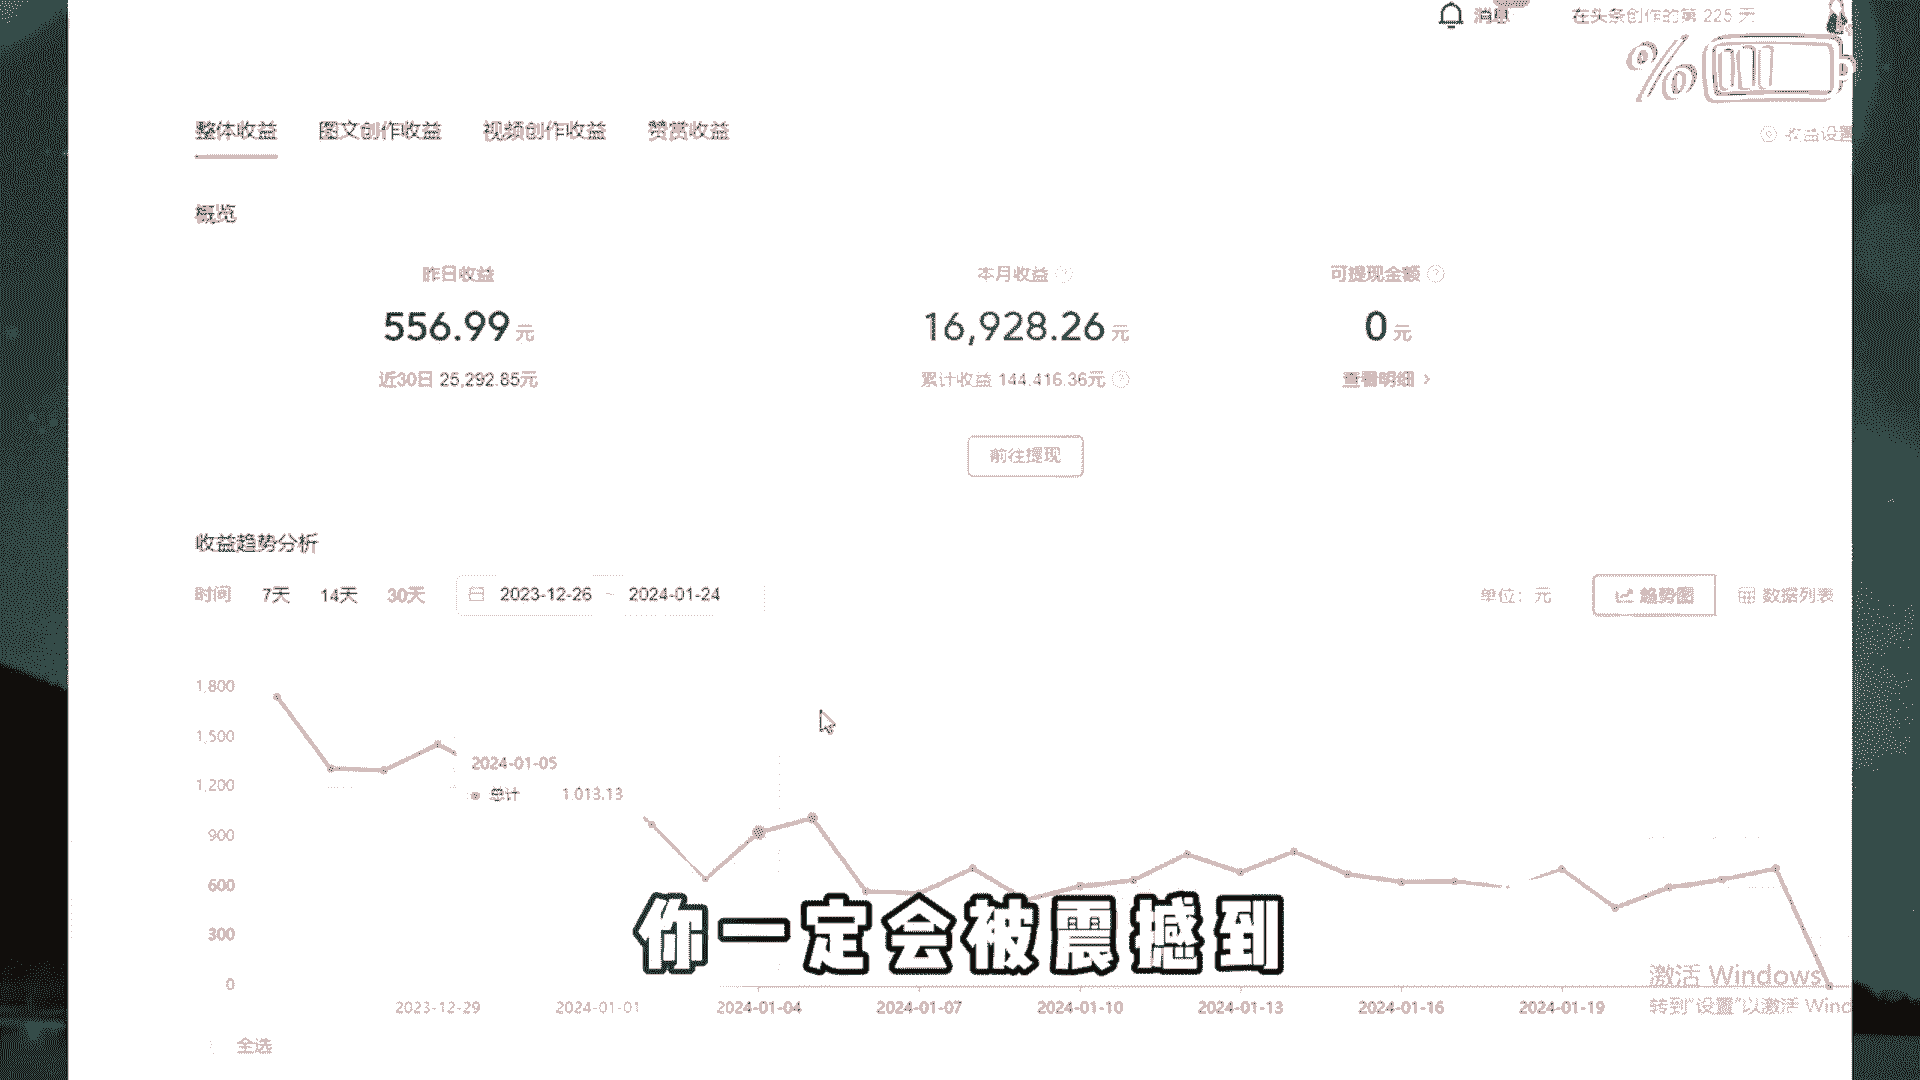 消息
在头条创作的第 225 天
%
整体收益 图文创作收益 视频创作收益 赞赏收益
收益设置
概览
昨日收益 本月收益 可提现金额
556.99元 16,928.26元 0元
近30日 25,292.85元 累计收益 144,416.36元 查看明细 >
前往提现
收益趋势分析
时间 7天 14天 30天 2023-12-26 ~ 2024-01-24 单位：元 趋势图 数据列表
1,800
1,500
1,200
900
600
300
0
2024-01-05
总计 1,013.13
你一定会被震撼到
激活 Windows
转到"设置"以激活 Wind
2023-12-29 2024-01-01 2024-01-04 2024-01-07 2024-01-10 2024-01-13 2024-01-16 2024-01-19
全选